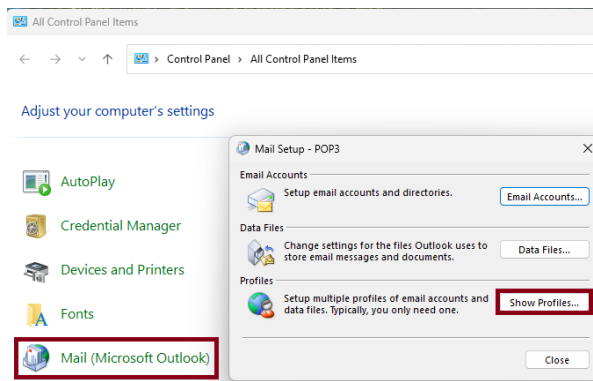 All Control Panel Items
Control Panel > All Control Panel Items
Adjust your computer's settings
AutoPlay
Credential Manager
Devices and Printers
Fonts
Mail (Microsoft Outlook)
Mail Setup - POP3
Email Accounts
Setup email accounts and directories.
Email Accounts...
Data Files
Change settings for the files Outlook uses to
store email messages and documents.
Data Files...
Profiles
Setup multiple profiles of email accounts and
data files. Typically, you only need one.
Show Profiles...
Close